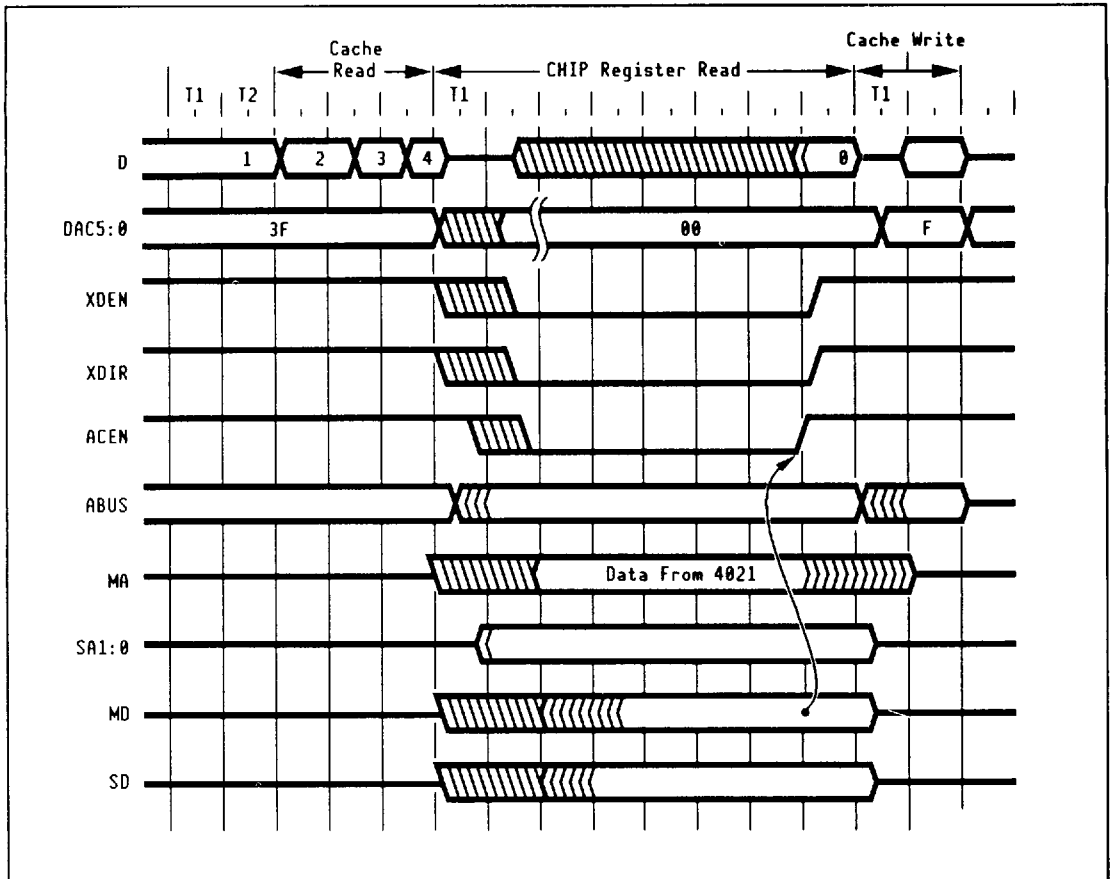 Cache
Read
CHIP Register Read
Cache Write
T1 T2 T1 T1
D 1 2 3 4 0
DAC5:0 3F 00 F
XDEN
XDIR
ACEN
ABUS
MA Data From 4021
SA1:0
MD
SD